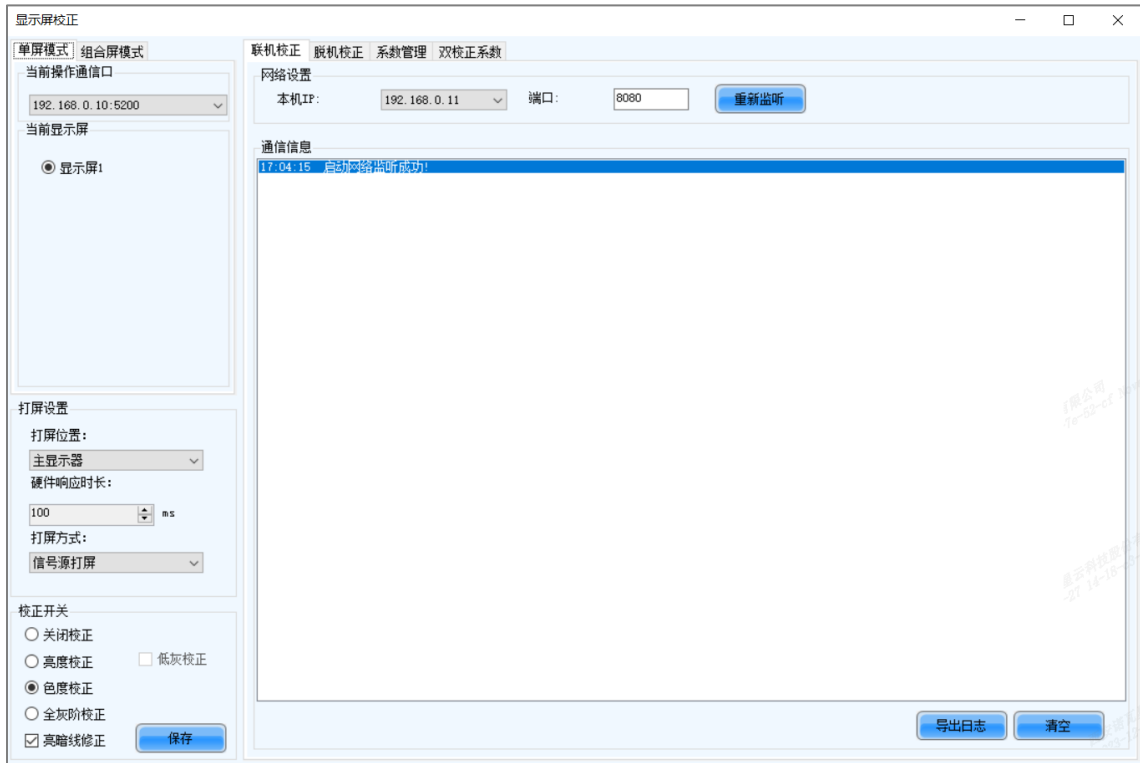 显示屏校正
单屏模式 组合屏模式
当前操作通信口
192.168.0.10:5200
当前显示屏
显示屏1
打屏设置
打屏位置:
主显示器
硬件响应时长:
100 ms
打屏方式:
信号源打屏
校正开关
关闭校正
亮度校正 低灰校正
色度校正
全灰阶校正
亮暗线修正 保存
联机校正 脱机校正 系数管理 双校正系数
网络设置
本机IP: 192.168.0.11 端口: 8080 重新监听
通信信息
17:04:15 启动网络监听成功!
导出日志 清空